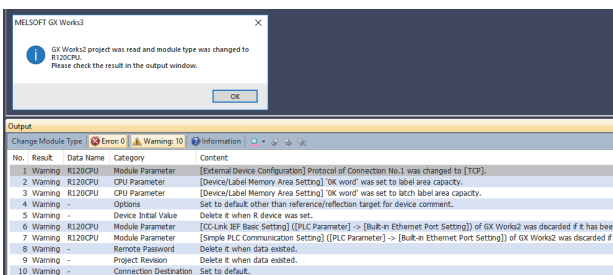 MELSOFT GX Works3
GX Works2 project was read and module type was changed to
R120CPU.
Please check the result in the output window.
OK
Output
Change Module Type Error: 0 Warning: 10 Information
No. Result Data Name Category Content
1 Warning R120CPU Module Parameter [External Device Configuration] Protocol of Connection No.1 was changed to [TCP].
2 Warning R120CPU CPU Parameter [Device/Label Memory Area Setting] '0K word' was set to label area capacity.
3 Warning R120CPU CPU Parameter [Device/Label Memory Area Setting] '0K word' was set to latch label area capacity.
4 Warning - Options Set to default other than reference/reflection target for device comment.
5 Warning - Device Initial Value Delete it when R device was set.
6 Warning R120CPU Module Parameter [CC-Link IEF Basic Setting] ([PLC Parameter] -> [Built-in Ethernet Port Setting]) of GX Works2 was discarded if it has bee
7 Warning R120CPU Module Parameter [Simple PLC Communication Setting] ([PLC Parameter] -> [Built-in Ethernet Port Setting]) of GX Works2 was discarded if
8 Warning - Remote Password Delete it when data existed.
9 Warning - Project Revision Delete it when data existed.
10 Warning - Connection Destination Set to default.